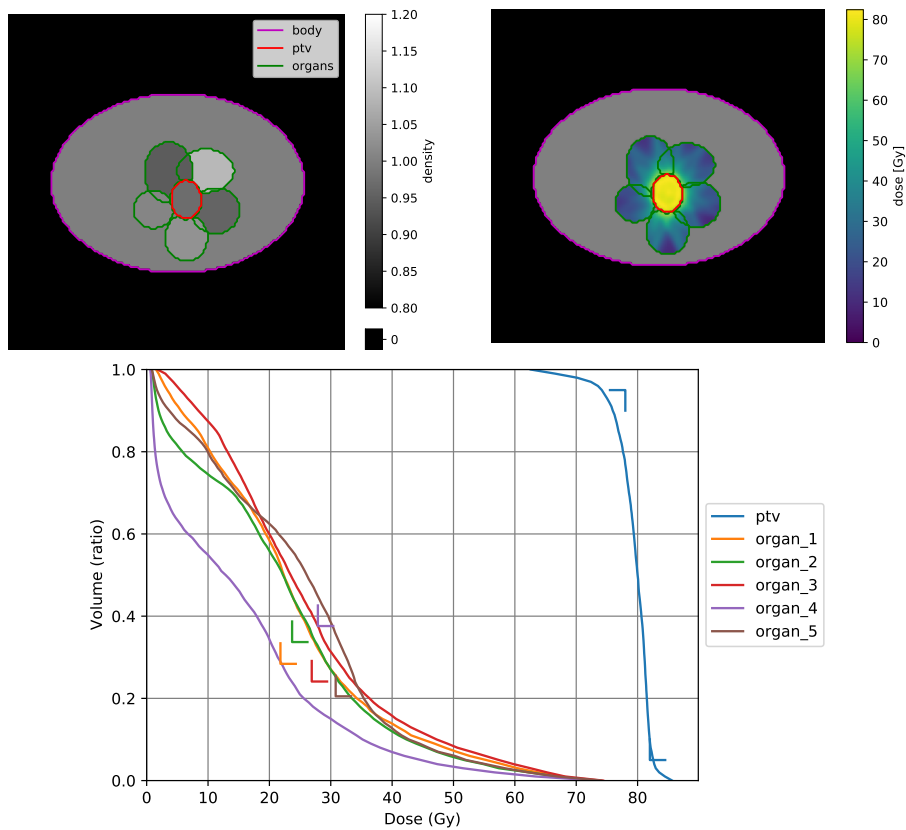 body
ptv
organs
1.20
1.15
1.10
1.05
1.00
0.95
0.90
0.85
0.80
0
density
80
70
60
50
40
30
20
10
0
dose [Gy]
1.0
0.8
0.6
0.4
0.2
0.0
Volume (ratio)
0 10 20 30 40 50 60 70 80
Dose (Gy)
ptv
organ_1
organ_2
organ_3
organ_4
organ_5